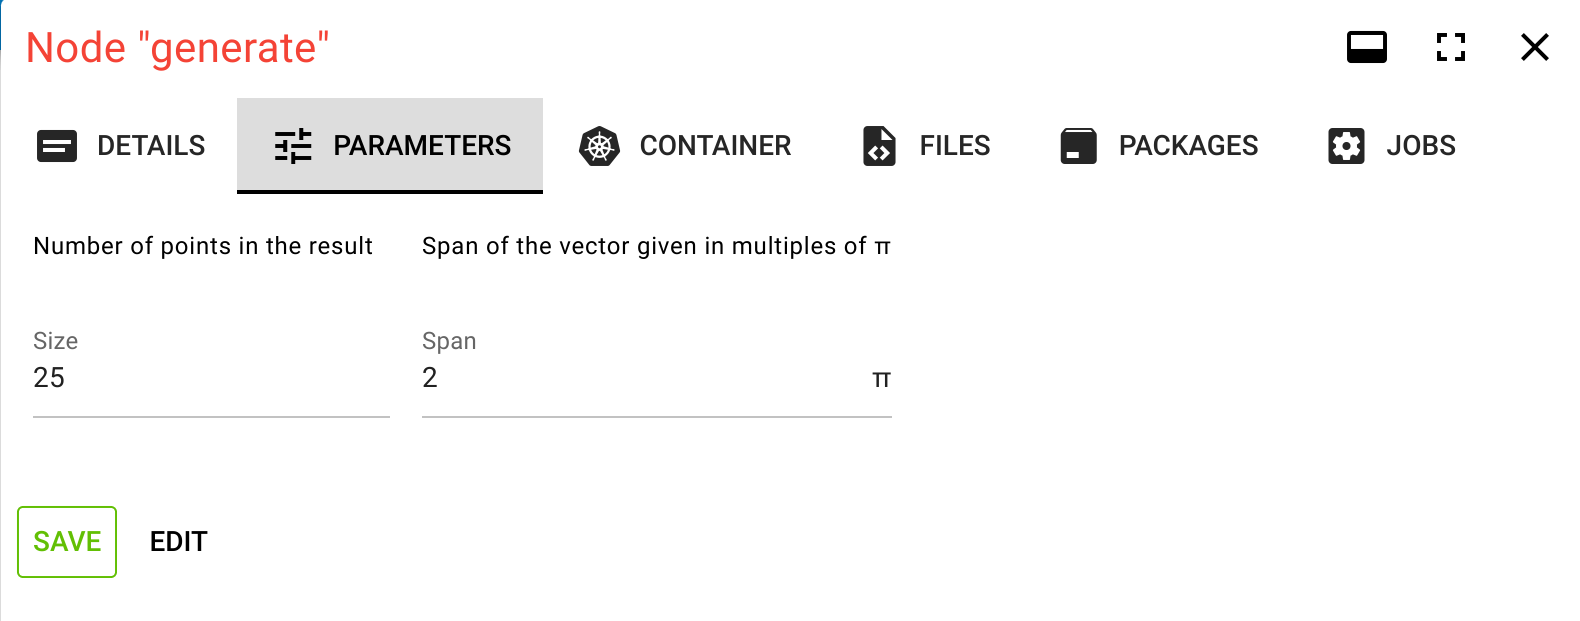 Node "generate"
DETAILS PARAMETERS CONTAINER FILES PACKAGES JOBS
Number of points in the result Span of the vector given in multiples of π
Size Span
25 2 π
SAVE EDIT